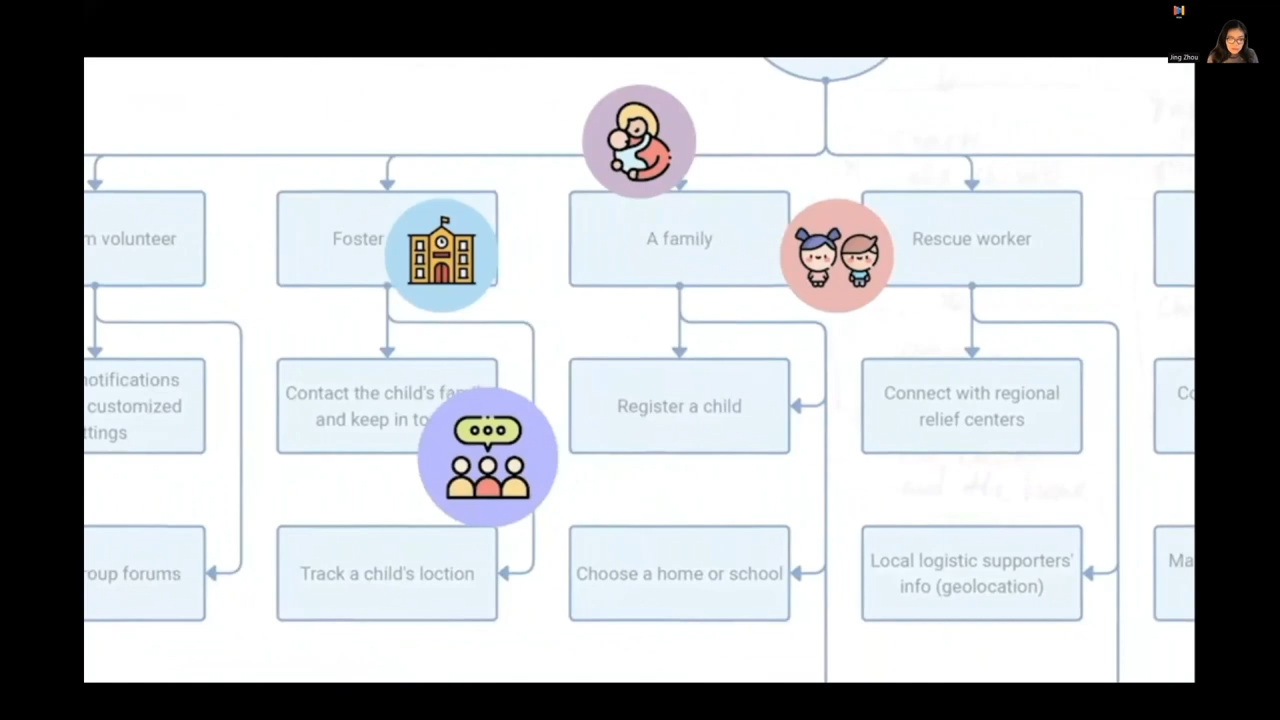 Jing Zhou
m volunteer
Foster
A family
Rescue worker
notifications
customized
ttings
Contact the child's fam
and keep in to
Register a child
Connect with regional
relief centers
Co
roup forums
Track a child's loction
Choose a home or school
Local logistic supporters'
info (geolocation)
Ma